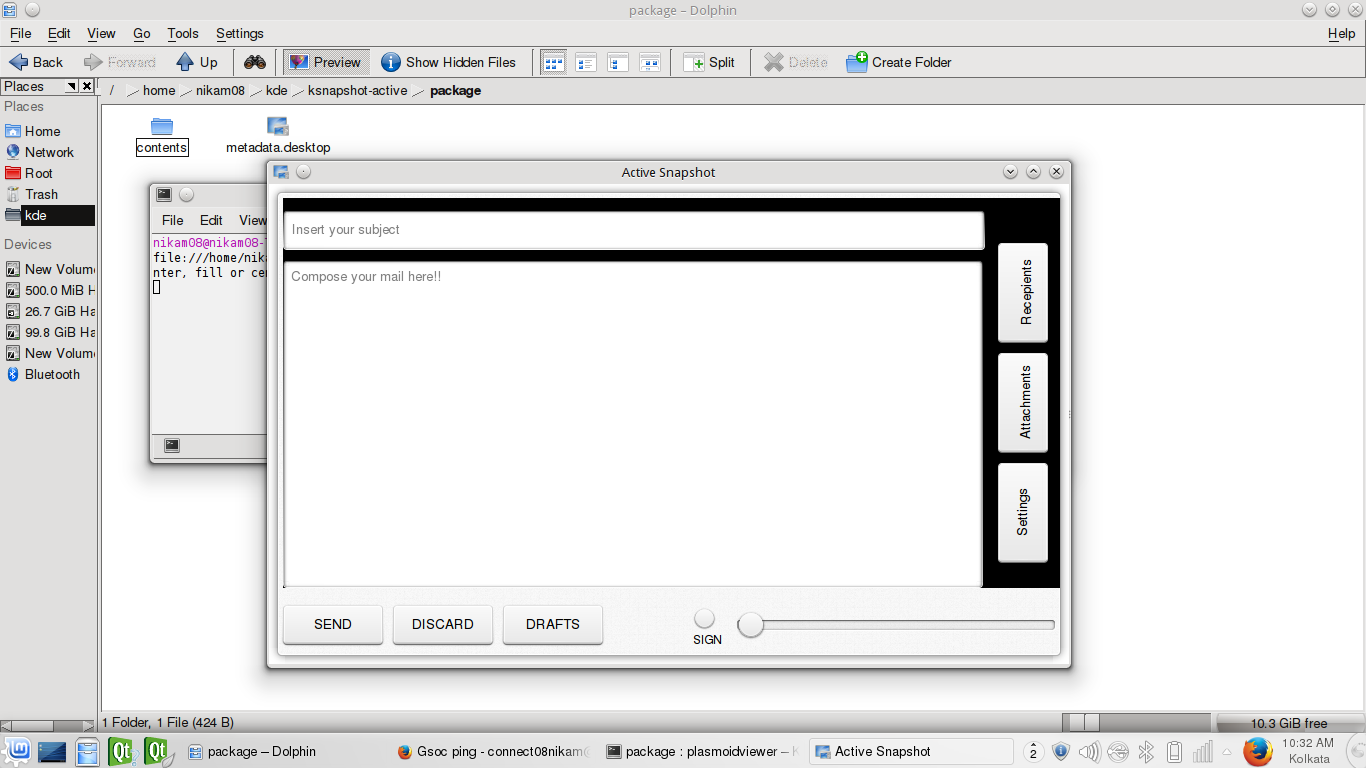 package – Dolphin
File Edit View Go Tools Settings Help
Back Forward Up Preview Show Hidden Files Split Delete Create Folder
Places
/ home nikam08 kde ksnapshot-active package
Places
Home
Network
Root
Trash
kde
Devices
New Volum
500.0 MiB H
26.7 GiB Ha
99.8 GiB Ha
New Volum
Bluetooth
contents
metadata.desktop
File Edit View
nikam08@nikam08-
file:///home/nik
nter, fill or ce
Active Snapshot
Insert your subject
Compose your mail here!!
Recepients
Attachments
Settings
SEND DISCARD DRAFTS
SIGN
1 Folder, 1 File (424 B)
10.3 GiB free
package – Dolphin
Gsoc ping - connect08nikam
package : plasmoidviewer –
Active Snapshot
2
10:32 AM
Kolkata